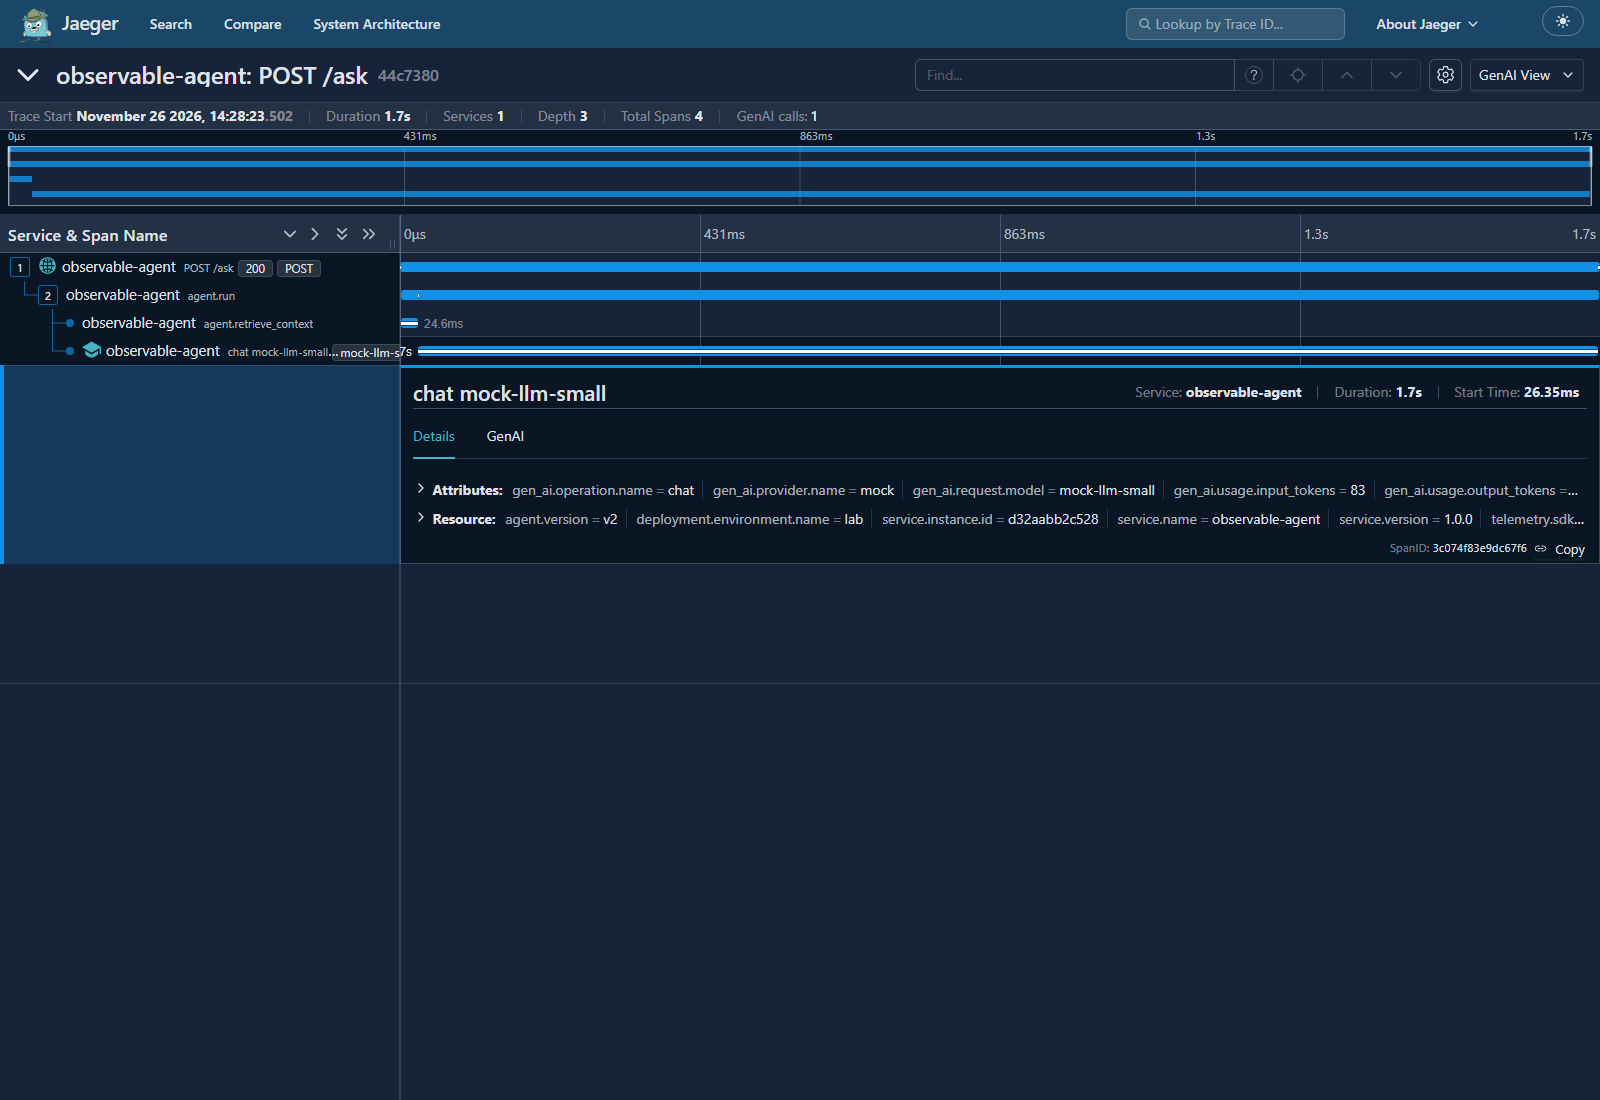 Jaeger Search Compare System Architecture Lookup by Trace ID... About Jaeger
observable-agent: POST /ask 44c7380 Find... ? GenAI View
Trace Start November 26 2026, 14:28:23.502 Duration 1.7s Services 1 Depth 3 Total Spans 4 GenAI calls: 1
0μs 431ms 863ms 1.3s 1.7s
Service & Span Name 0μs 431ms 863ms 1.3s 1.7s
1 observable-agent POST /ask 200 POST
2 observable-agent agent.run
observable-agent agent.retrieve_context 24.6ms
observable-agent chat mock-llm-small... mock-llm-s 7s
chat mock-llm-small Service: observable-agent Duration: 1.7s Start Time: 26.35ms
Details GenAI
Attributes: gen_ai.operation.name = chat gen_ai.provider.name = mock gen_ai.request.model = mock-llm-small gen_ai.usage.input_tokens = 83 gen_ai.usage.output_tokens =...
Resource: agent.version = v2 deployment.environment.name = lab service.instance.id = d32aabb2c528 service.name = observable-agent service.version = 1.0.0 telemetry.sdk...
SpanID: 3c074f83e9dc67f6 Copy